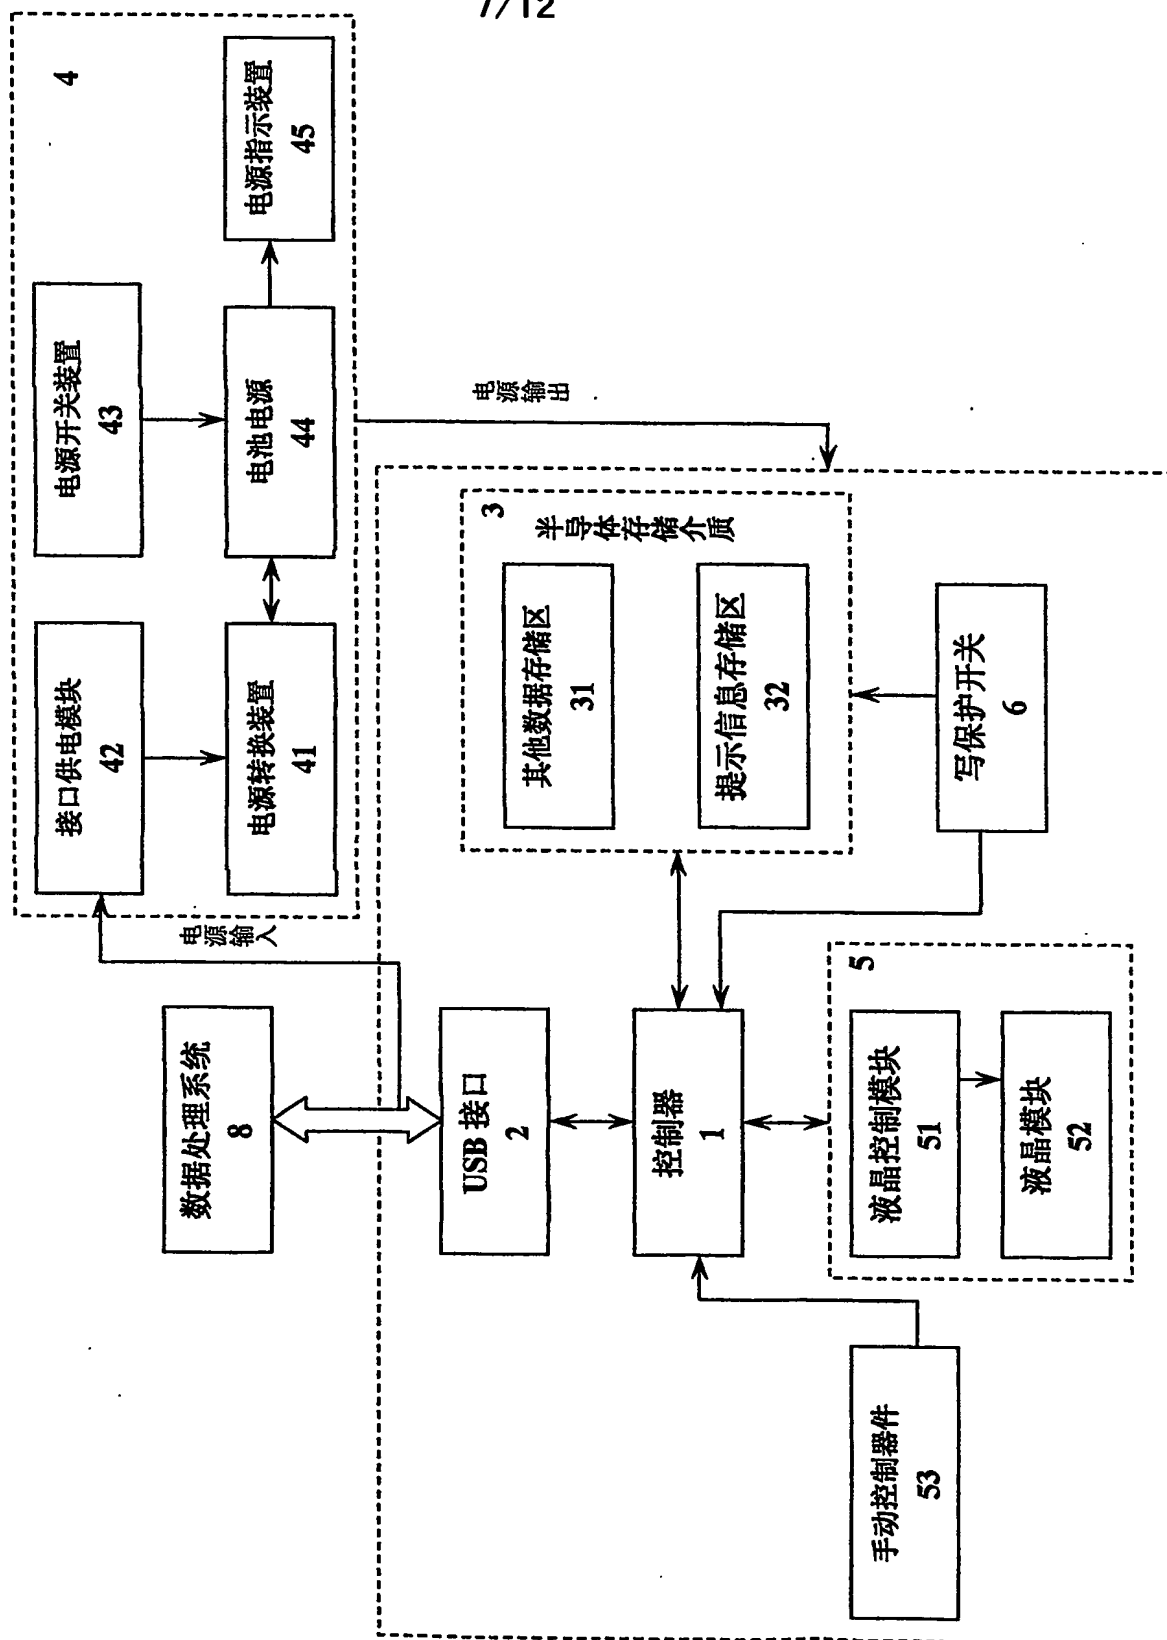 7/12
4
电源开关装置
43
电源指示装置
45
接口供电模块
42
电池电源
44
电源转换装置
41
电源输入
电源输出
数据处理系统
8
USB 接口
2
控制器
1
3
半导体存储介质
其他数据存储区
31
提示信息存储区
32
写保护开关
6
5
液晶控制模块
51
液晶模块
52
手动控制器件
53